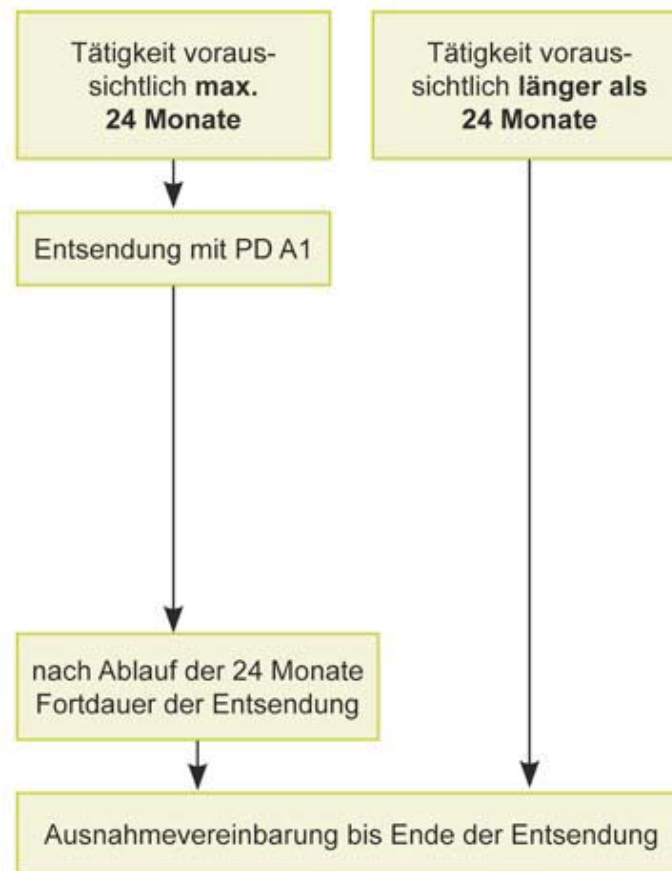 Tätigkeit voraus-
sichtlich max.
24 Monate
Tätigkeit voraus-
sichtlich länger als
24 Monate
Entsendung mit PD A1
nach Ablauf der 24 Monate
Fortdauer der Entsendung
Ausnahmevereinbarung bis Ende der Entsendung